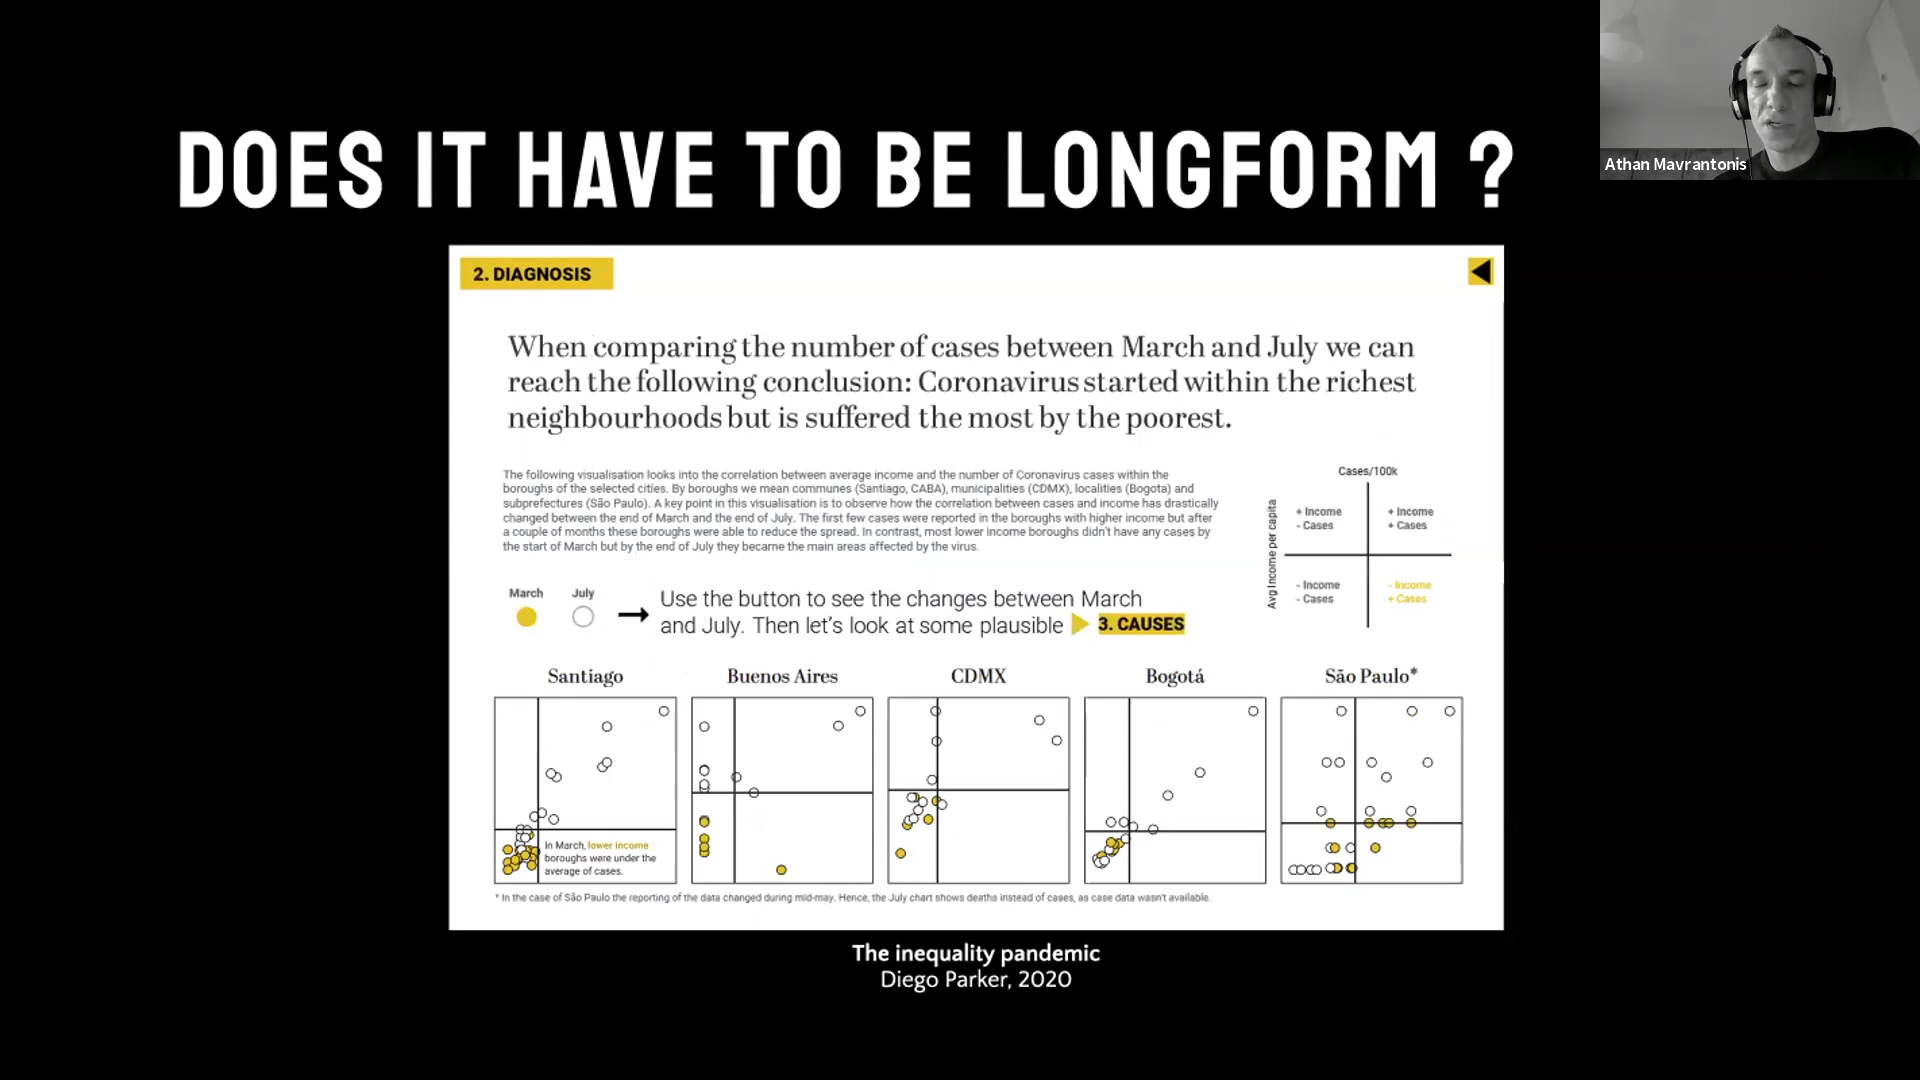 DOES IT HAVE TO BE LONGFORM ?
Athan Mavrantonis
2. DIAGNOSIS
When comparing the number of cases between March and July we can
reach the following conclusion: Coronavirus started within the richest
neighbourhoods but is suffered the most by the poorest.
The following visualisation looks into the correlation between average income and the number of Coronavirus cases within the
boroughs of the selected cities. By boroughs we mean communes (Santiago, CABA), municipalities (CDMX), localities (Bogota) and
subprefectures (São Paulo). A key point in this visualisation is to observe how the correlation between cases and income has drastically
changed between the end of March and the end of July. The first few cases were reported in the boroughs with higher income but after
a couple of months these boroughs were able to reduce the spread. In contrast, most lower income boroughs didn't have any cases by
the start of March but by the end of July they became the main areas affected by the virus.
Cases/100k
Avg Income per capita
+ Income
- Cases
+ Income
+ Cases
- Income
- Cases
- Income
+ Cases
March
July
Use the button to see the changes between March
and July. Then let's look at some plausible
3. CAUSES
Santiago
Buenos Aires
CDMX
Bogotá
São Paulo*
In March, lower income
boroughs were under the
average of cases.
* In the case of São Paulo the reporting of the data changed during mid-may. Hence, the July chart shows deaths instead of cases, as case data wasn't available.
The inequality pandemic
Diego Parker, 2020